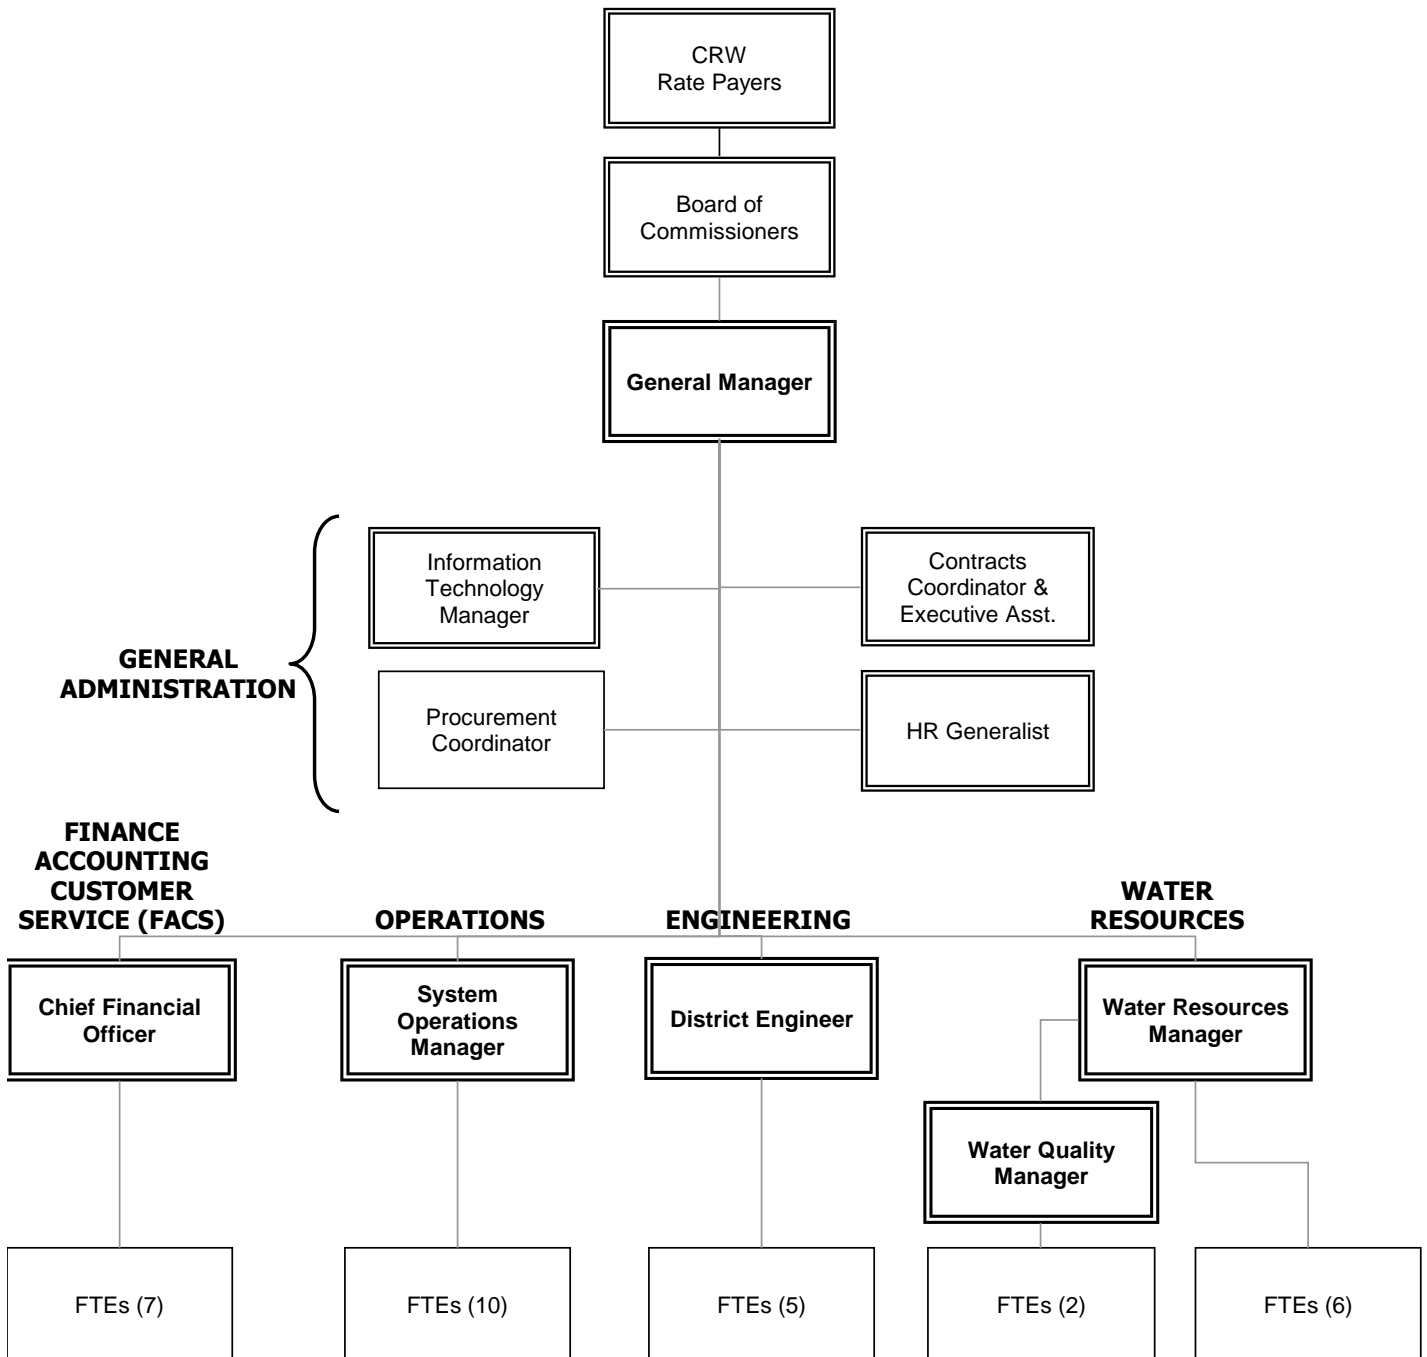 CRW
Rate Payers
Board of
Commissioners
General Manager
Information
Technology
Manager
Contracts
Coordinator &
Executive Asst.
GENERAL
ADMINISTRATION
Procurement
Coordinator
HR Generalist
FINANCE
ACCOUNTING
CUSTOMER
SERVICE (FACS)
OPERATIONS
ENGINEERING
WATER
RESOURCES
Chief Financial
Officer
System
Operations
Manager
District Engineer
Water Resources
Manager
Water Quality
Manager
FTEs (7)
FTEs (10)
FTEs (5)
FTEs (2)
FTEs (6)